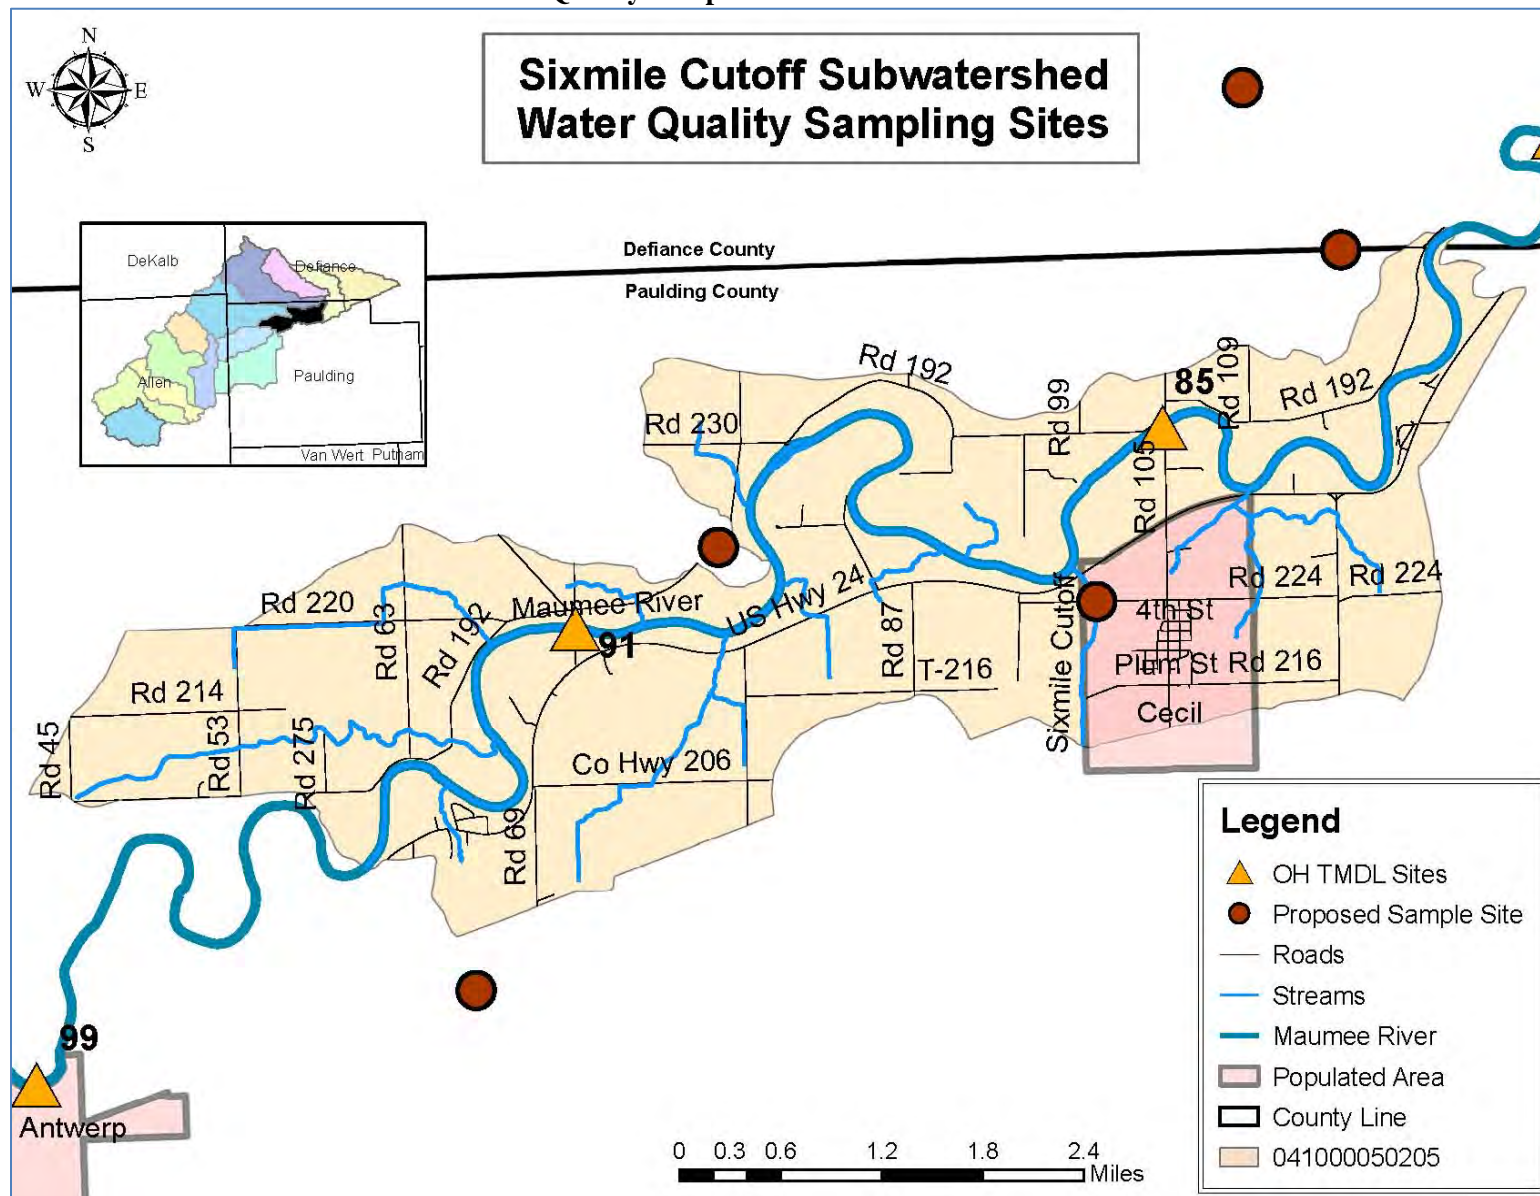 N
W E
S
Sixmile Cutoff Subwatershed
Water Quality Sampling Sites
DeKalb
Defiance
Allen
Paulding
Van Wert Putnam
Defiance County
Paulding County
Rd 192
Rd 109
85
Rd 192
Rd 99
Rd 230
Rd 105
Rd 224
Rd 224
US Hwy 24
4th St
Rd 220
Maumee River
Rd 63
Rd 192
91
Rd 87
T-216
Sixmile Cutoff
Plum St
Rd 216
Cecil
Rd 214
Rd 45
Rd 53
Rd 275
Co Hwy 206
Rd 69
99
Antwerp
Legend
OH TMDL Sites
Proposed Sample Site
Roads
Streams
Maumee River
Populated Area
County Line
041000050205
0 0.3 0.6 1.2 1.8 2.4
Miles